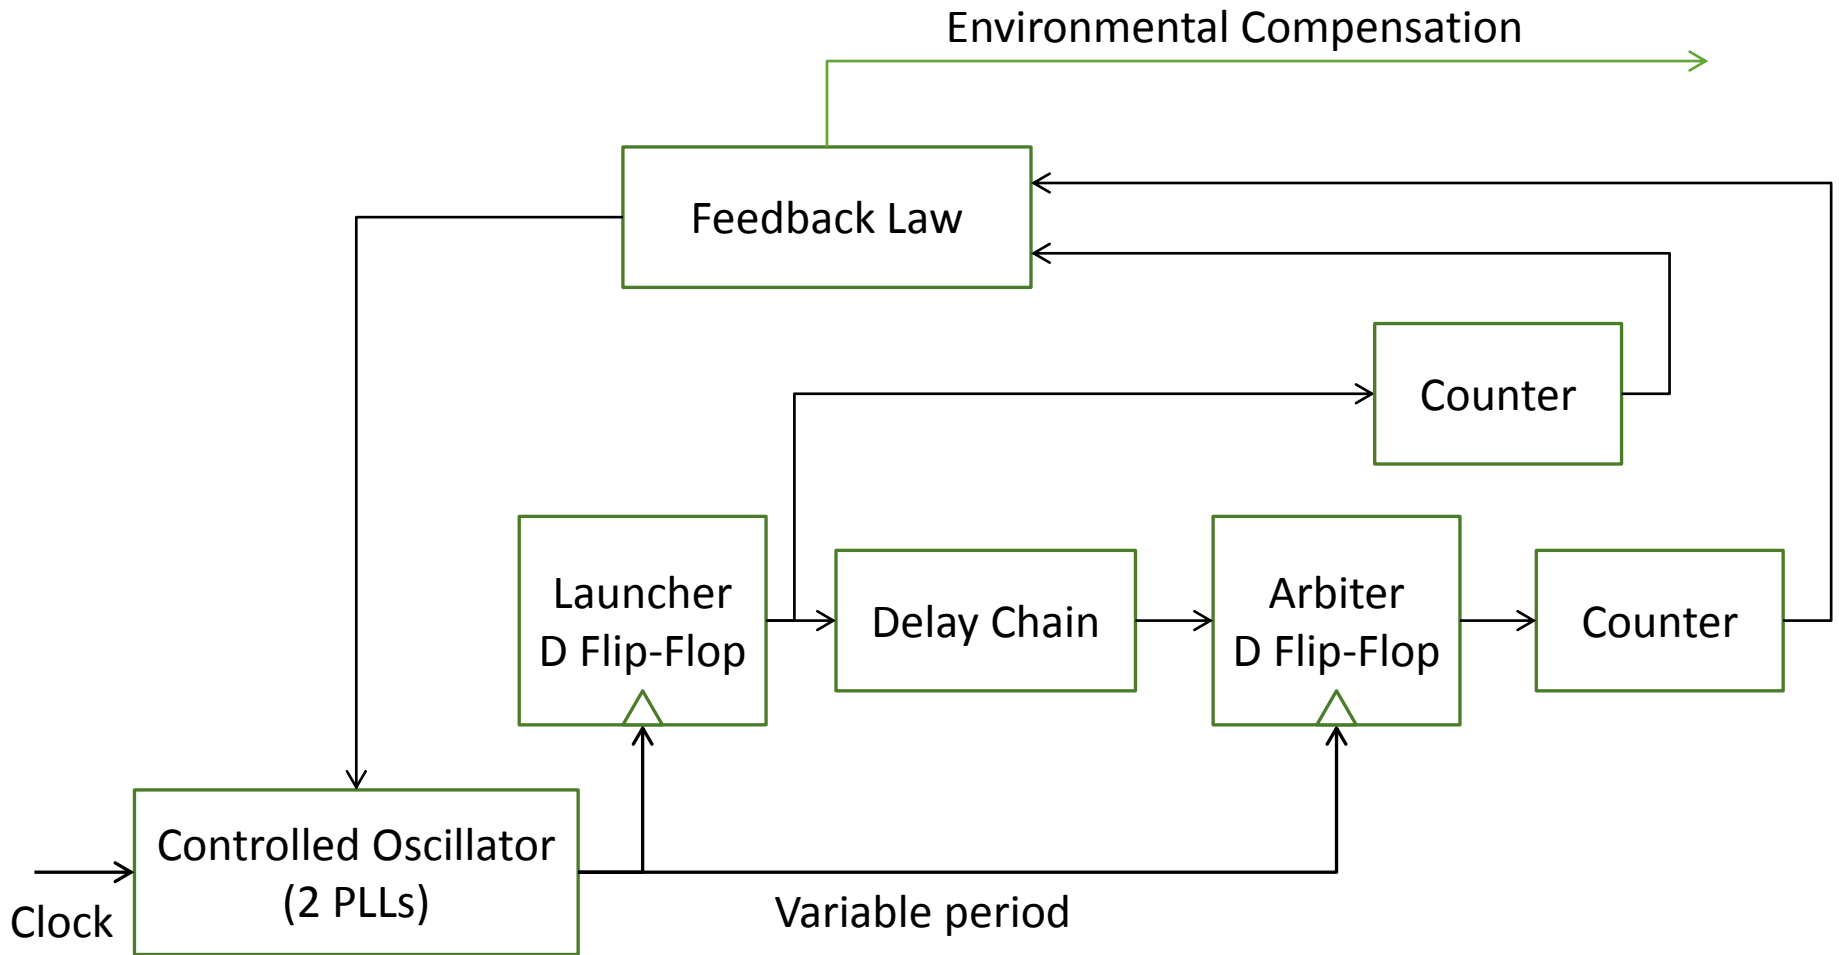 Environmental Compensation
Feedback Law
Counter
Launcher
D Flip-Flop
Delay Chain
Arbiter
D Flip-Flop
Counter
Controlled Oscillator
(2 PLLs)
Clock
Variable period